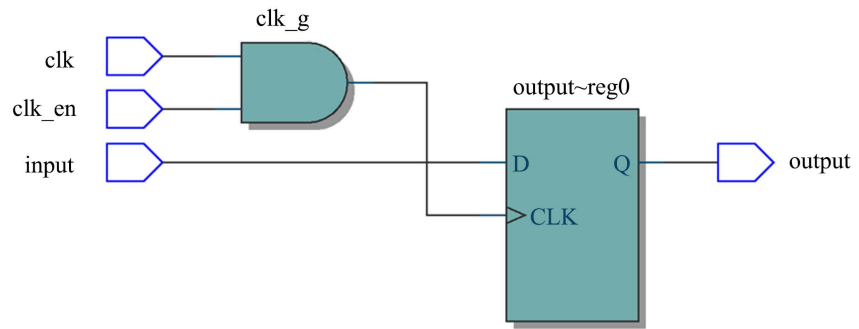 clk_g
clk
clk_en
input
output~reg0
D
Q
CLK
output